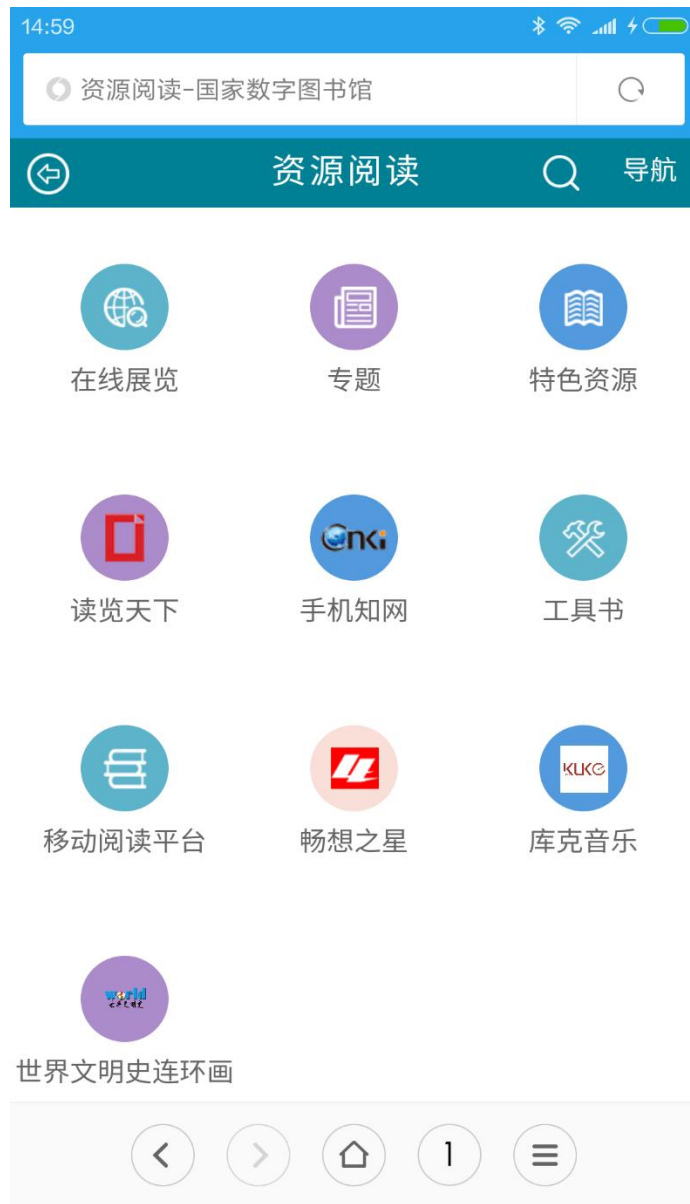 14:59
资源阅读-国家数字图书馆
资源阅读
导航
在线展览
专题
特色资源
读览天下
cnki
手机知网
工具书
移动阅读平台
畅想之星
KUKE
库克音乐
world
世界文明史连环画
1